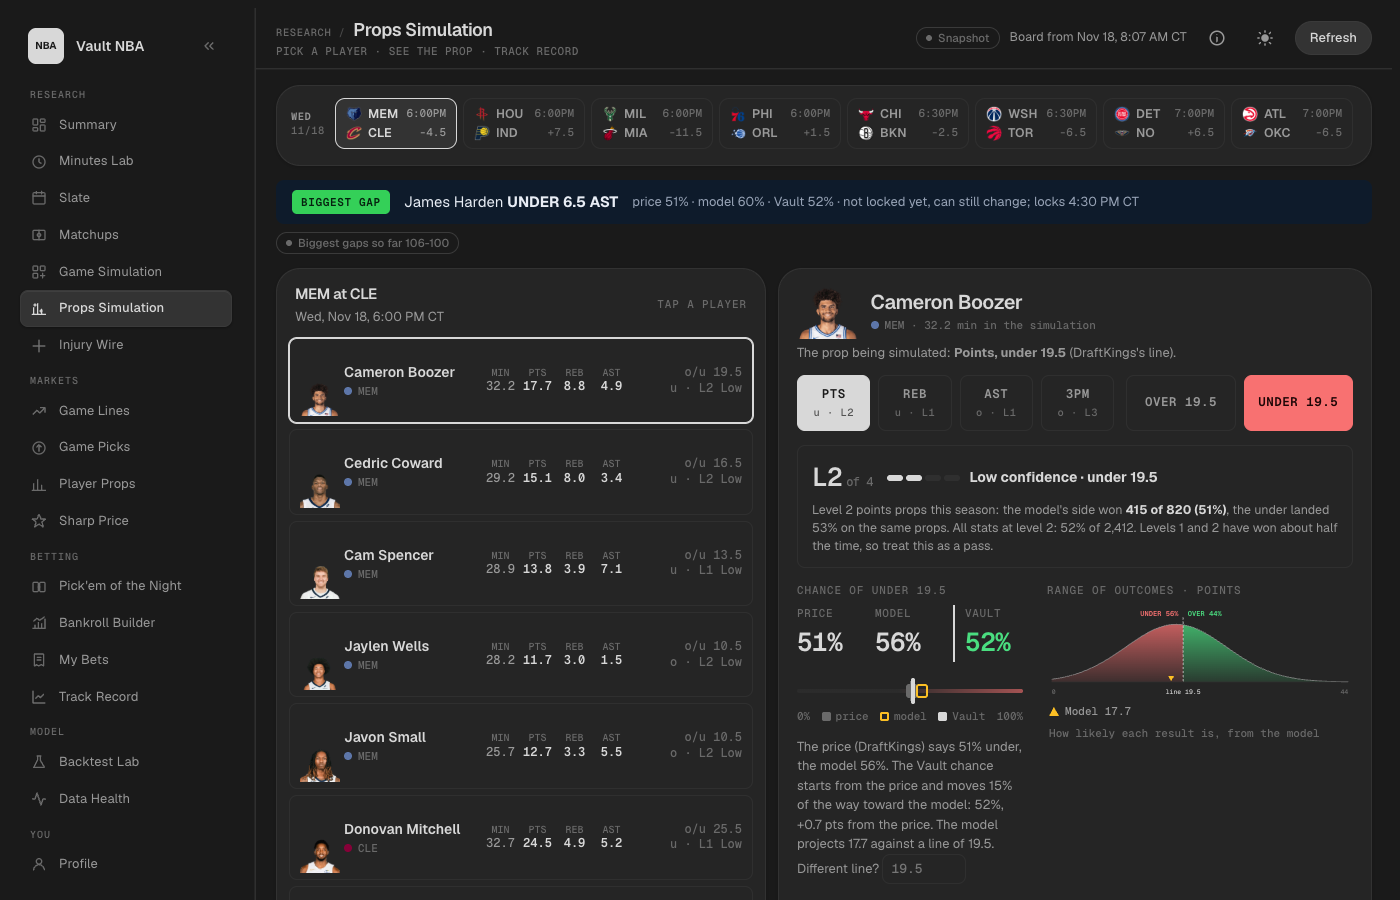 NBA
Vault NBA
RESEARCH
Summary
Minutes Lab
Slate
Matchups
Game Simulation
Props Simulation
Injury Wire
MARKETS
Game Lines
Game Picks
Player Props
Sharp Price
BETTING
Pick'em of the Night
Bankroll Builder
My Bets
Track Record
MODEL
Backtest Lab
Data Health
YOU
Profile
RESEARCH / Props Simulation
PICK A PLAYER · SEE THE PROP · TRACK RECORD
Snapshot
Board from Nov 18, 8:07 AM CT
Refresh
WED
11/18
MEM 6:00PM
CLE -4.5
HOU 6:00PM
IND +7.5
MIL 6:00PM
MIA -11.5
PHI 6:00PM
ORL +1.5
CHI 6:30PM
BKN -2.5
WSH 6:30PM
TOR -6.5
DET 7:00PM
NO +6.5
ATL 7:00PM
OKC -6.5
BIGGEST GAP James Harden UNDER 6.5 AST price 51% · model 60% · Vault 52% · not locked yet, can still change; locks 4:30 PM CT
Biggest gaps so far 106-100
MEM at CLE
Wed, Nov 18, 6:00 PM CT
TAP A PLAYER
Cameron Boozer
MEM
MIN PTS REB AST
32.2 17.7 8.8 4.9
o/u 19.5
u · L2 Low
Cedric Coward
MEM
MIN PTS REB AST
29.2 15.1 8.0 3.4
o/u 16.5
u · L2 Low
Cam Spencer
MEM
MIN PTS REB AST
28.9 13.8 3.9 7.1
o/u 13.5
u · L1 Low
Jaylen Wells
MEM
MIN PTS REB AST
28.2 11.7 3.0 1.5
o/u 10.5
o · L2 Low
Javon Small
MEM
MIN PTS REB AST
25.7 12.7 3.3 5.5
o/u 10.5
o · L2 Low
Donovan Mitchell
CLE
MIN PTS REB AST
32.7 24.5 4.9 5.2
o/u 25.5
u · L1 Low
Cameron Boozer
MEM · 32.2 min in the simulation
The prop being simulated: Points, under 19.5 (DraftKings's line).
PTS
u · L2
REB
u · L1
AST
o · L1
3PM
o · L3
OVER 19.5
UNDER 19.5
L2 of 4 Low confidence · under 19.5
Level 2 points props this season: the model's side won 415 of 820 (51%), the under landed
53% on the same props. All stats at level 2: 52% of 2,412. Levels 1 and 2 have won about half
the time, so treat this as a pass.
CHANCE OF UNDER 19.5
PRICE MODEL VAULT
51% 56% 52%
0% price model Vault 100%
The price (DraftKings) says 51% under,
the model 56%. The Vault chance
starts from the price and moves 15%
of the way toward the model: 52%,
+0.7 pts from the price. The model
projects 17.7 against a line of 19.5.
Different line? 19.5
RANGE OF OUTCOMES · POINTS
UNDER 56% OVER 44%
0 line 19.5 44
Model 17.7
How likely each result is, from the model